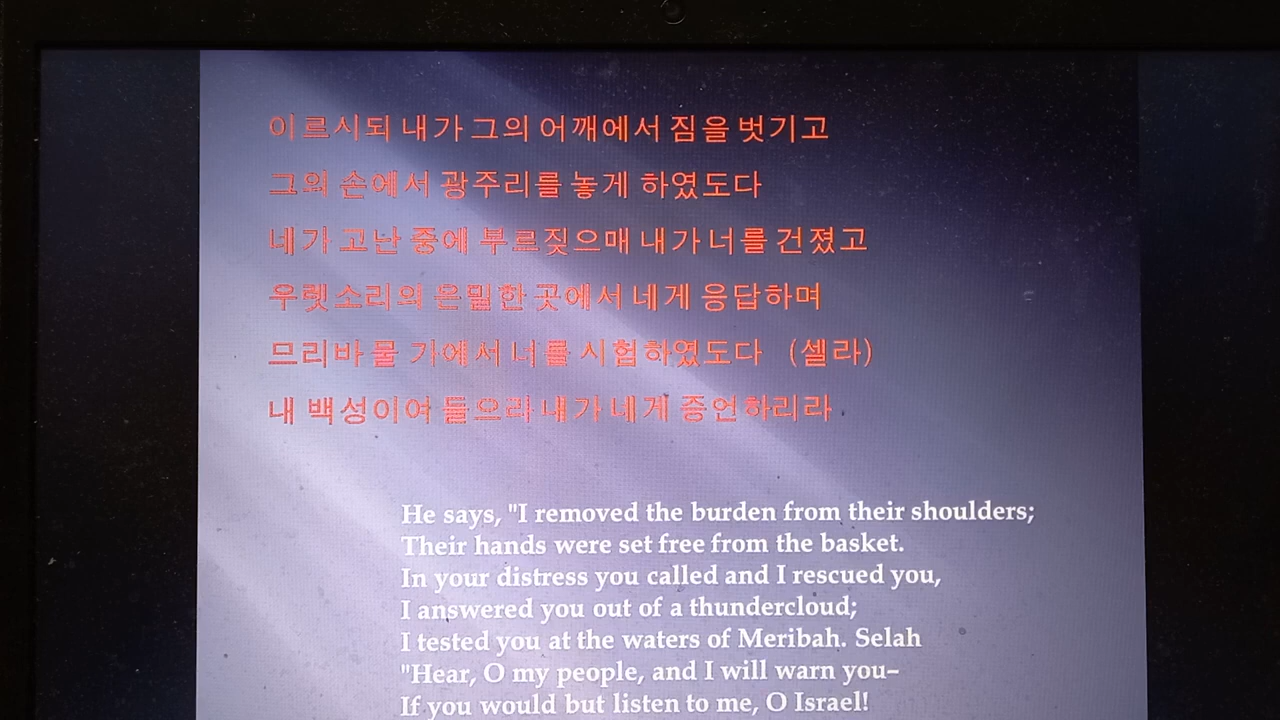 이르시되 내가 그의 어깨에서 짐을 벗기고
그의 손에서 광주리를 놓게 하였도다
네가 고난 중에 부르짖으매 내가 너를 건졌고
우렛소리의 은밀한 곳에서 네게 응답하며
므리바 물 가에서 너를 시험하였도다 (셀라)
내 백성이여 들으라 내가 네게 증언하리라
He says, "I removed the burden from their shoulders;
Their hands were set free from the basket.
In your distress you called and I rescued you,
I answered you out of a thundercloud;
I tested you at the waters of Meribah. Selah
"Hear, O my people, and I will warn you–
If you would but listen to me, O Israel!